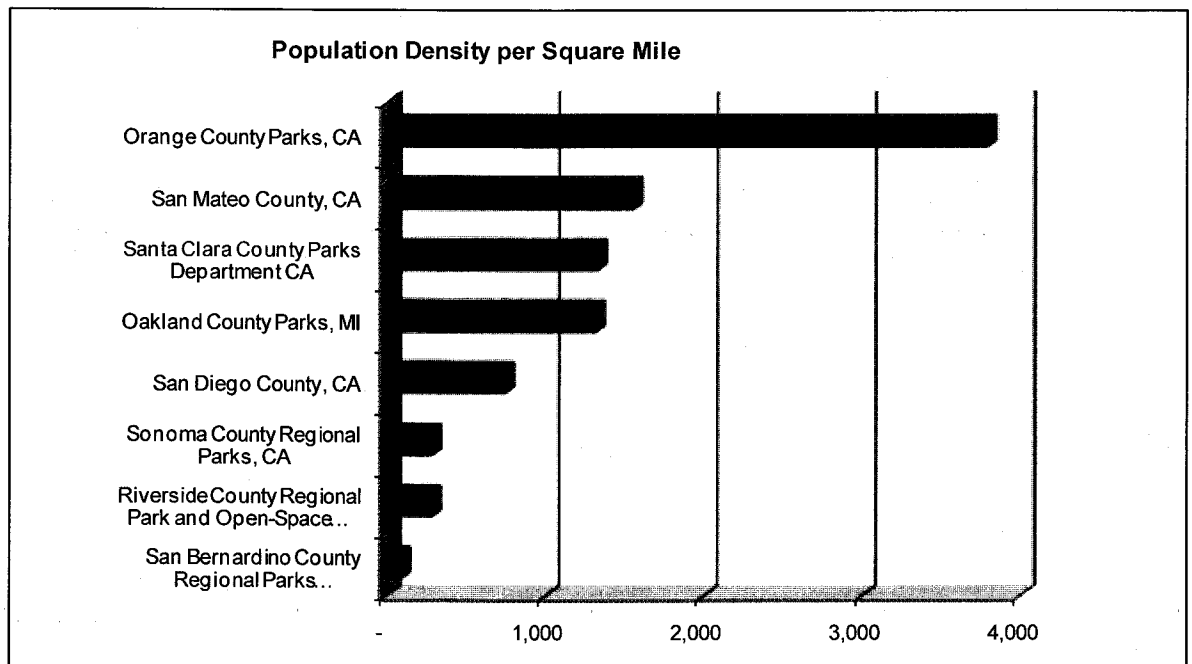 Population Density per Square Mile
Orange County Parks, CA
San Mateo County, CA
Santa Clara County Parks
Department CA
Oakland County Parks, MI
San Diego County, CA
Sonoma County Regional
Parks, CA
Riverside County Regional
Park and Open-Space...
San Bernardino County
Regional Parks...
- 1,000 2,000 3,000 4,000